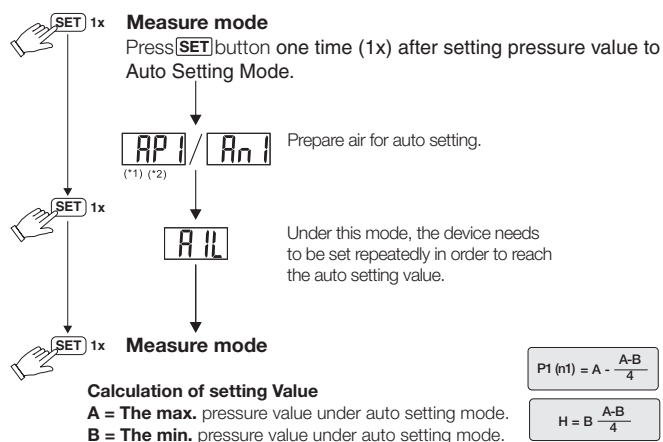 SET 1x Measure mode
Press SET button one time (1x) after setting pressure value to
Auto Setting Mode.
AP1 / An1 Prepare air for auto setting.
(*1) (*2)
SET 1x
A1L
Under this mode, the device needs
to be set repeatedly in order to reach
the auto setting value.
SET 1x Measure mode
P1 (n1) = A - A-B
4
Calculation of setting Value
A = The max. pressure value under auto setting mode.
B = The min. pressure value under auto setting mode.
H = B A-B
4